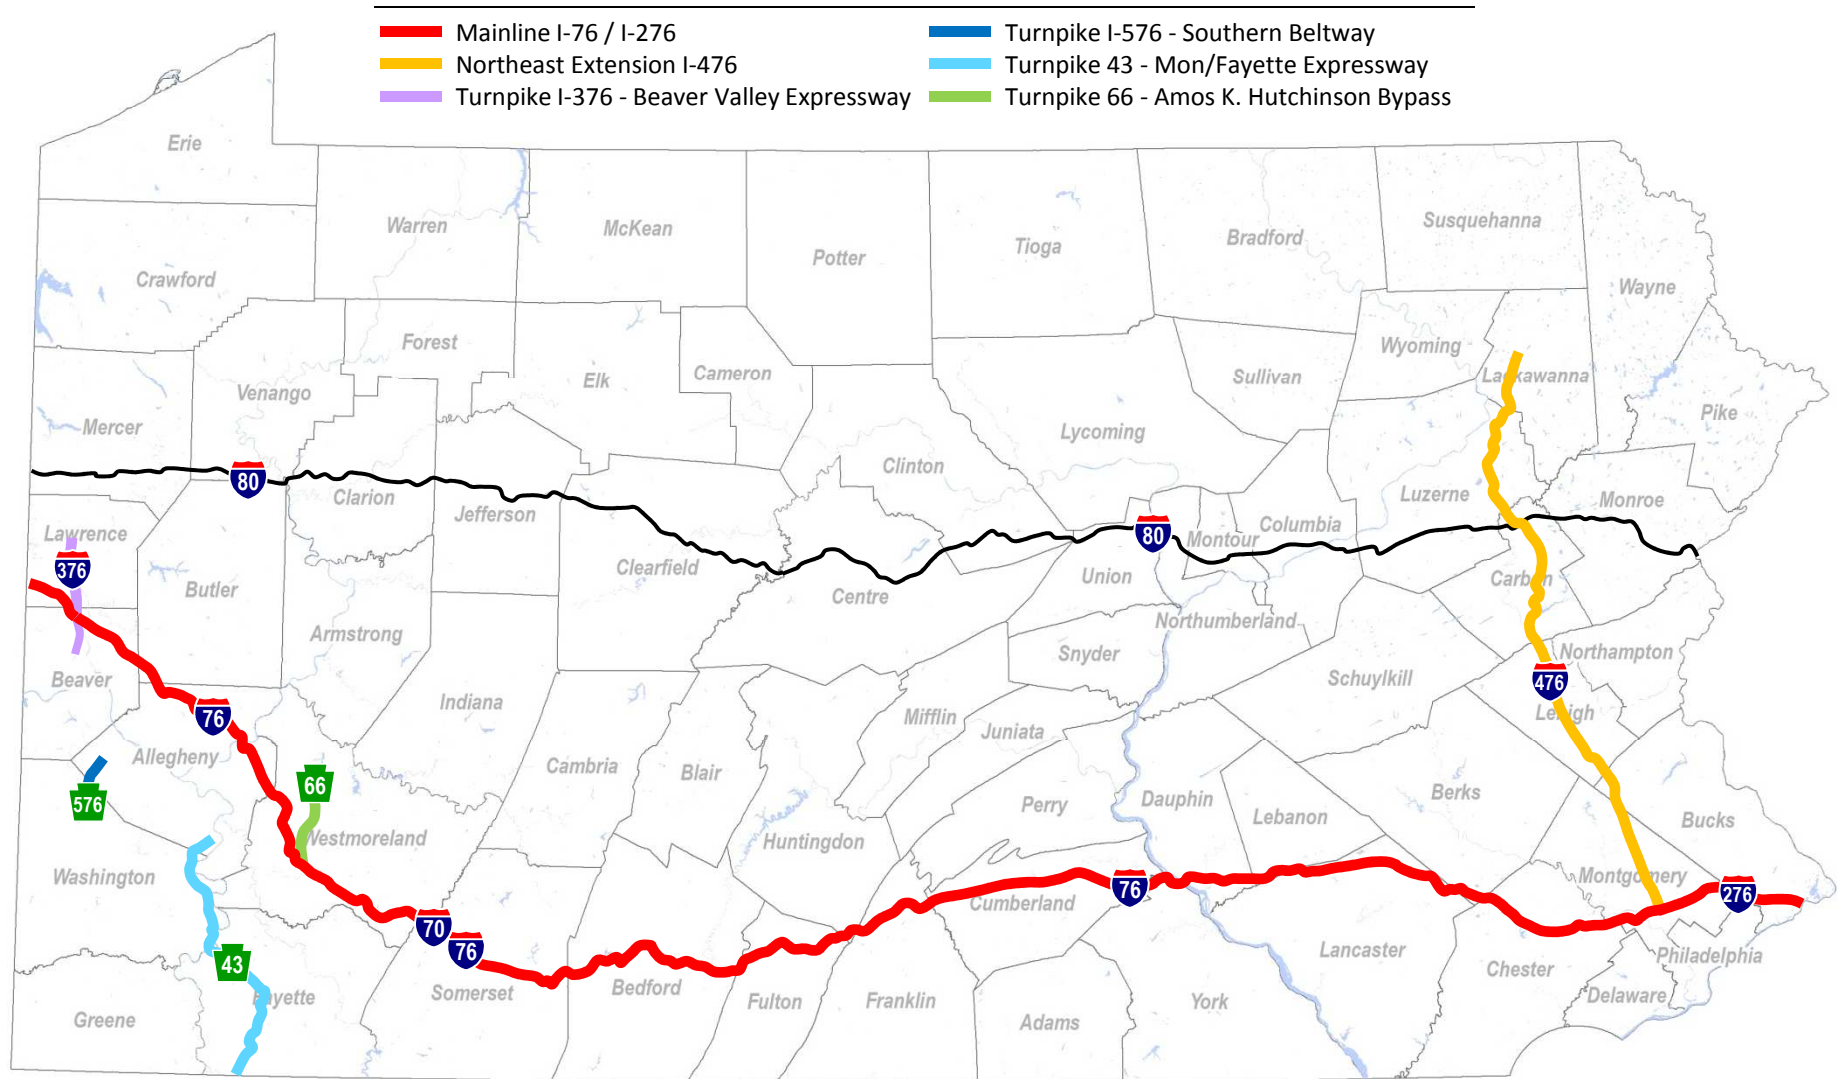 Mainline I-76 / I-276
Turnpike I-576 - Southern Beltway
Northeast Extension I-476
Turnpike 43 - Mon/Fayette Expressway
Turnpike I-376 - Beaver Valley Expressway
Turnpike 66 - Amos K. Hutchinson Bypass
Erie
Warren
McKean
Potter
Tioga
Bradford
Susquehanna
Wayne
Crawford
Forest
Elk
Cameron
Sullivan
Wyoming
Lackawanna
Pike
Venango
Mercer
Lycoming
Clinton
80
Clarion
Jefferson
Luzerne
Monroe
Columbia
80
Montour
Lawrence
376
Butler
Clearfield
Centre
Union
Carbon
Northumberland
Armstrong
Snyder
Northampton
Beaver
Indiana
Schuylkill
476
Lehigh
76
Mifflin
Juniata
Allegheny
Cambria
Blair
66
576
Perry
Dauphin
Lebanon
Berks
Bucks
Westmoreland
Huntingdon
Washington
Montgomery
76
276
Cumberland
70
76
43
Lancaster
Philadelphia
Chester
Somerset
Bedford
Fulton
Franklin
Fayette
York
Delaware
Greene
Adams